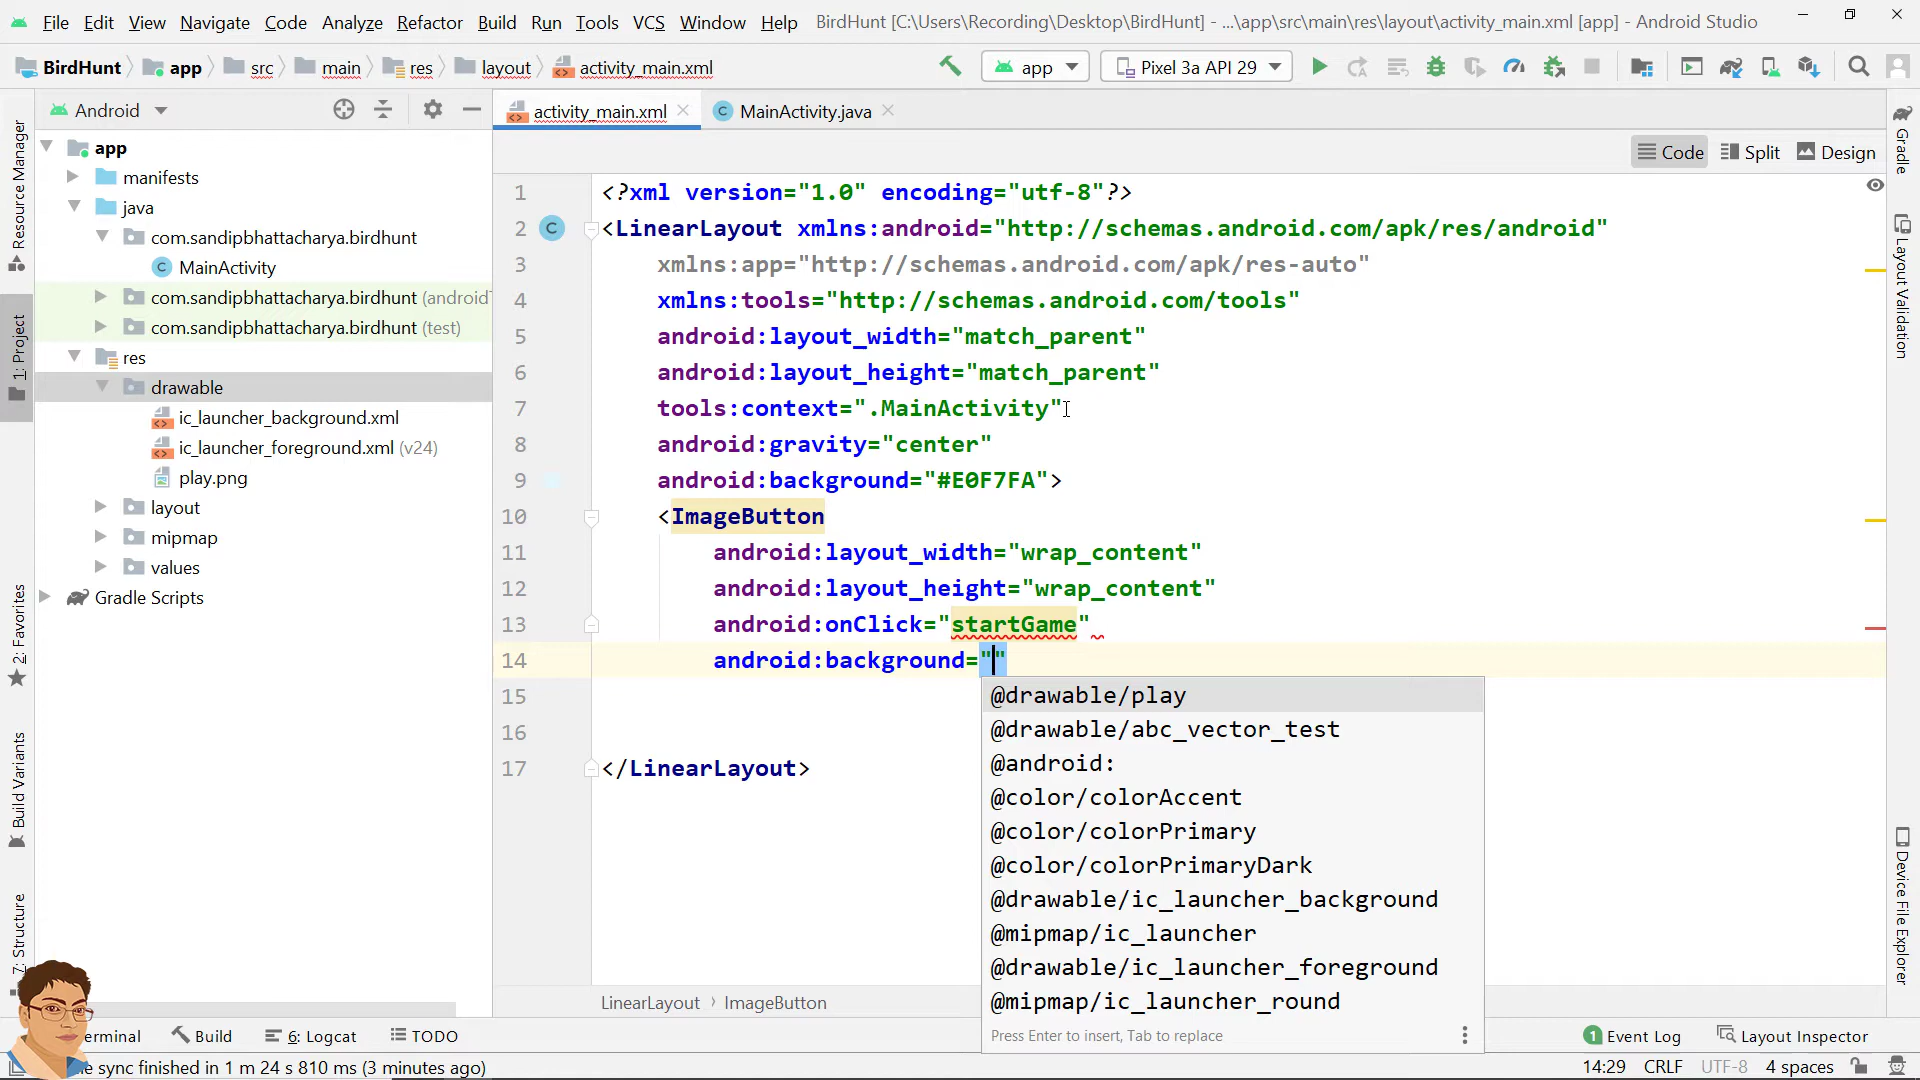 File Edit View Navigate Code Analyze Refactor Build Run Tools VCS Window Help BirdHunt [C:\Users\Recording\Desktop\BirdHunt] - ...\app\src\main\res\layout\activity_main.xml [app] - Android Studio
BirdHunt app src main res layout activity_main.xml app Pixel 3a API 29
Android activity_main.xml MainActivity.java
Code Split Design
app
manifests
java
com.sandipbhattacharya.birdhunt
MainActivity
com.sandipbhattacharya.birdhunt (androidT
com.sandipbhattacharya.birdhunt (test)
res
drawable
ic_launcher_background.xml
ic_launcher_foreground.xml (v24)
play.png
layout
mipmap
values
Gradle Scripts
Resource Manager
1: Project
2: Favorites
Build Variants
7: Structure
1 <?xml version="1.0" encoding="utf-8"?>
2 <LinearLayout xmlns:android="http://schemas.android.com/apk/res/android"
3 xmlns:app="http://schemas.android.com/apk/res-auto"
4 xmlns:tools="http://schemas.android.com/tools"
5 android:layout_width="match_parent"
6 android:layout_height="match_parent"
7 tools:context=".MainActivity"
8 android:gravity="center"
9 android:background="#E0F7FA">
10 <ImageButton
11 android:layout_width="wrap_content"
12 android:layout_height="wrap_content"
13 android:onClick="startGame"
14 android:background=""
15
16
17 </LinearLayout>
@drawable/play
@drawable/abc_vector_test
@android:
@color/colorAccent
@color/colorPrimary
@color/colorPrimaryDark
@drawable/ic_launcher_background
@mipmap/ic_launcher
@drawable/ic_launcher_foreground
@mipmap/ic_launcher_round
Press Enter to insert, Tab to replace
Gradle
Layout Validation
Device File Explorer
LinearLayout › ImageButton
erminal Build 6: Logcat TODO 1 Event Log Layout Inspector
le sync finished in 1 m 24 s 810 ms (3 minutes ago) 14:29 CRLF UTF-8 4 spaces